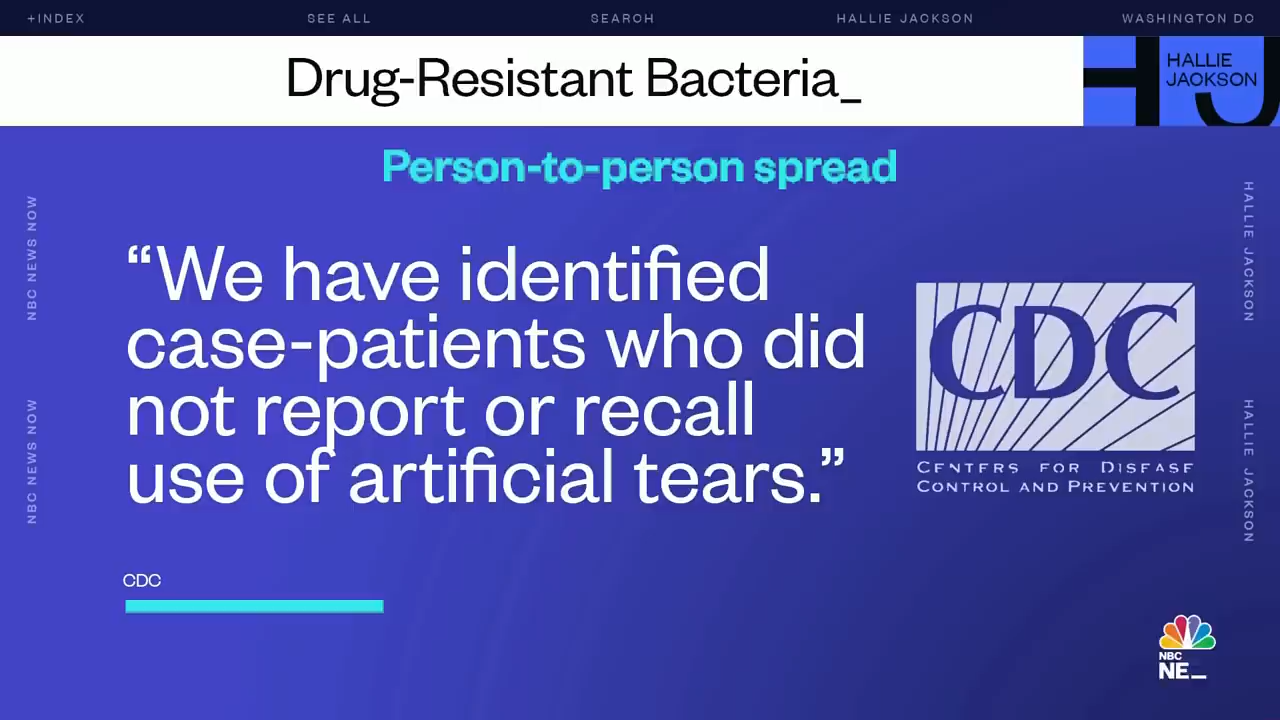 +INDEX
SEE ALL
SEARCH
HALLIE JACKSON
WASHINGTON DC
Drug-Resistant Bacteria_
HALLIE
JACKSON
HJ
Person-to-person spread
“We have identified
case-patients who did
not report or recall
use of artificial tears.”
CDC
CENTERS FOR DISEASE
CONTROL AND PREVENTION
CDC
NBC NEWS NOW
NBC NEWS NOW
HALLIE JACKSON
HALLIE JACKSON
NBC
NE_